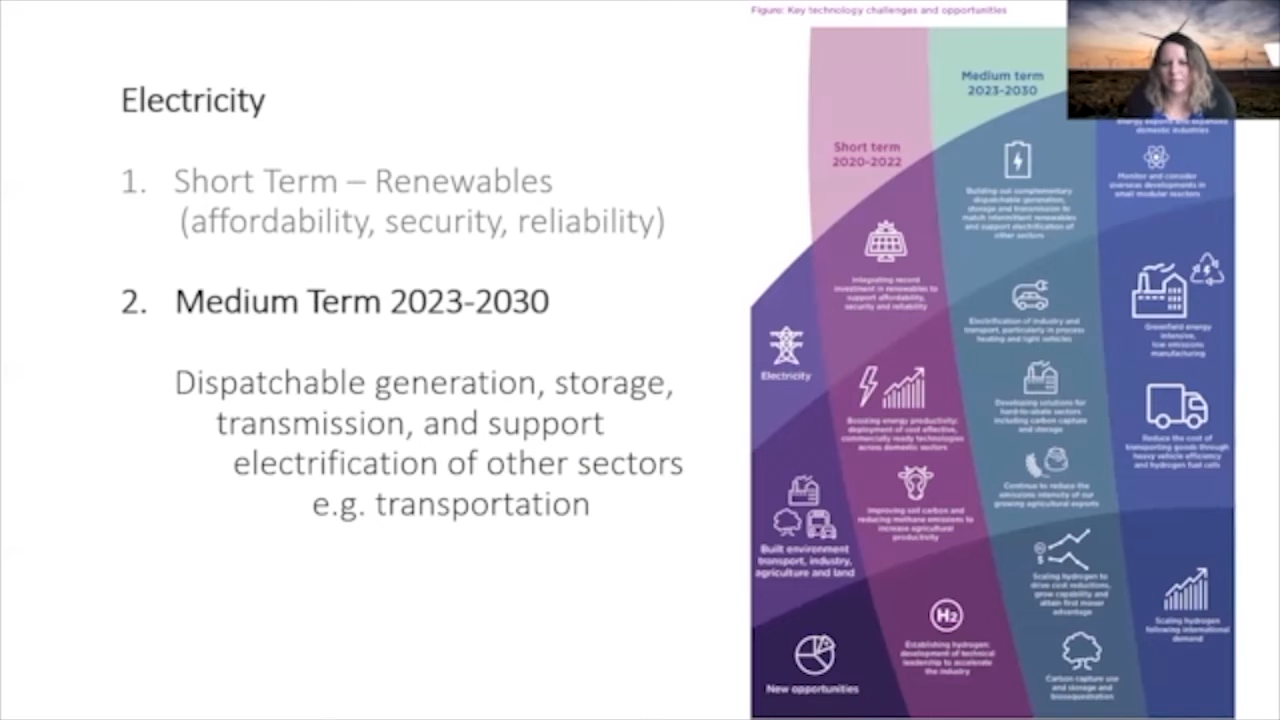 Electricity
1. Short Term – Renewables
(affordability, security, reliability)
2. Medium Term 2023-2030
Dispatchable generation, storage,
transmission, and support
electrification of other sectors
e.g. transportation
Figure: Key technology challenges and opportunities
Short term
2020-2022
Medium term
2023-2030
Electricity
Integrating record
investment in renewables to
support affordability,
security and reliability
Building out complementary
dispatchable generation,
storage and transmission to
match intermittent renewables
and support electrification of
other sectors
energy exports and expanded
domestic industries
Monitor and consider
overseas developments in
small modular reactors
Built environment
transport, industry,
agriculture and land
Boosting energy productivity:
deployment of cost effective,
commercially ready technologies
across domestic sectors
Improving soil carbon and
reducing methane emissions to
increase agricultural
productivity
Electrification of industry and
transport, particularly in process
heating and light vehicles
Developing solutions for
hard-to-abate sectors
including carbon capture
and storage
Continue to reduce the
emissions intensity of our
growing agricultural exports
Greenfield energy
intensive,
low emissions
manufacturing
Reduce the cost of
transporting goods through
heavy vehicle efficiency
and hydrogen fuel cells
New opportunities
H2
Establishing hydrogen:
development of technical
leadership to accelerate
the industry
H2
$
Scaling hydrogen to
drive cost reductions,
grow capability and
attain first mover
advantage
Carbon capture use
and storage and
biosequestration
Scaling hydrogen
following international
demand